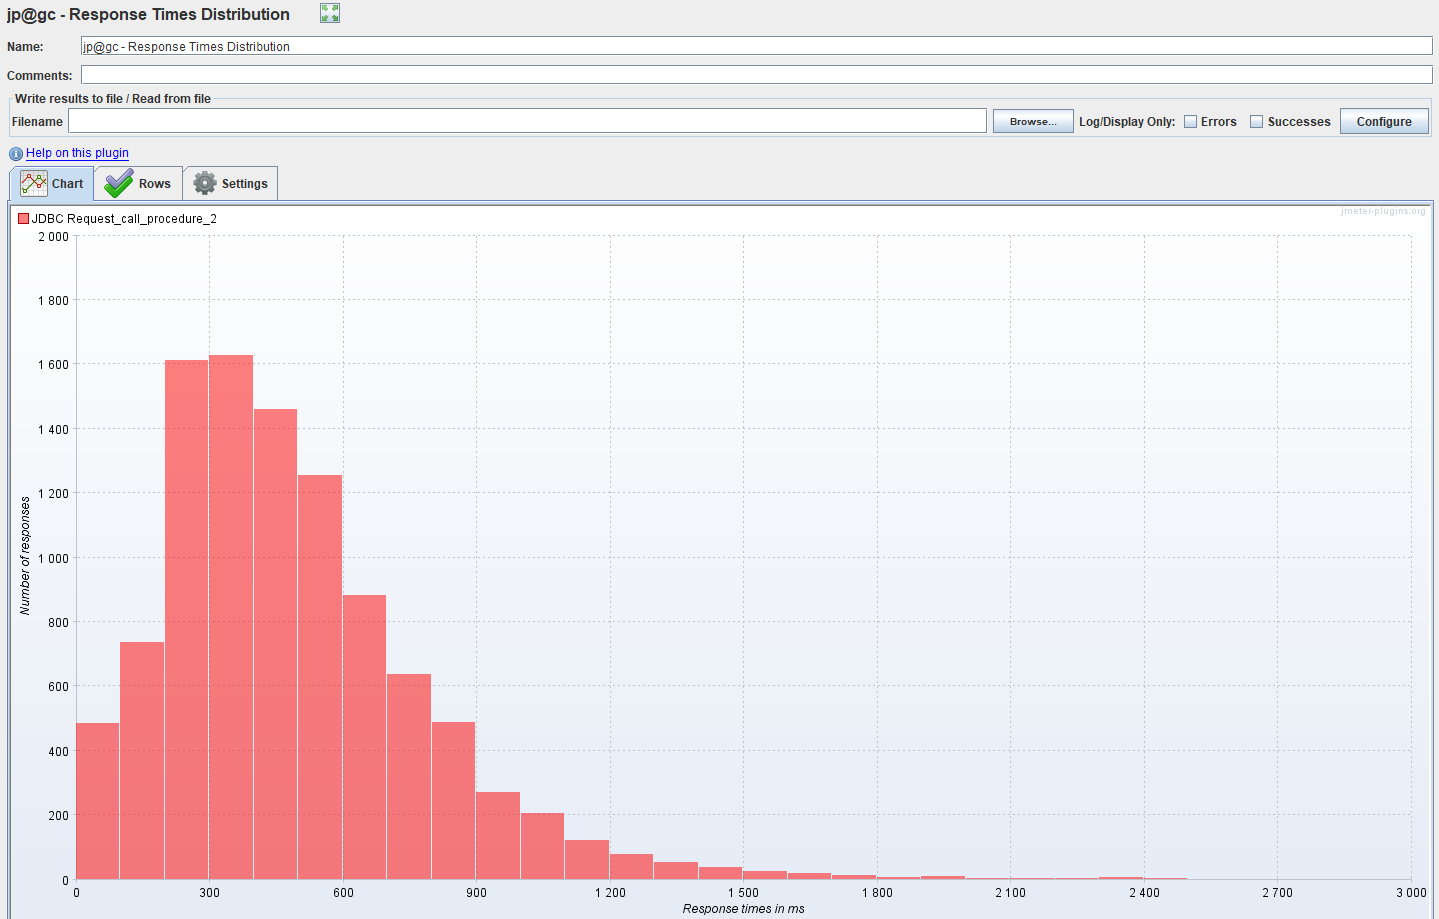 jp@gc - Response Times Distribution
Name: jp@gc - Response Times Distribution
Comments:
Write results to file / Read from file
Filename Browse... Log/Display Only: Errors Successes Configure
Help on this plugin
Chart Rows Settings
JDBC Request_call_procedure_2
jmeter-plugins.org
2 000
1 800
1 600
1 400
1 200
1 000
800
600
400
200
0
Number of responses
0 300 600 900 1 200 1 500 1 800 2 100 2 400 2 700 3 000
Response times in ms